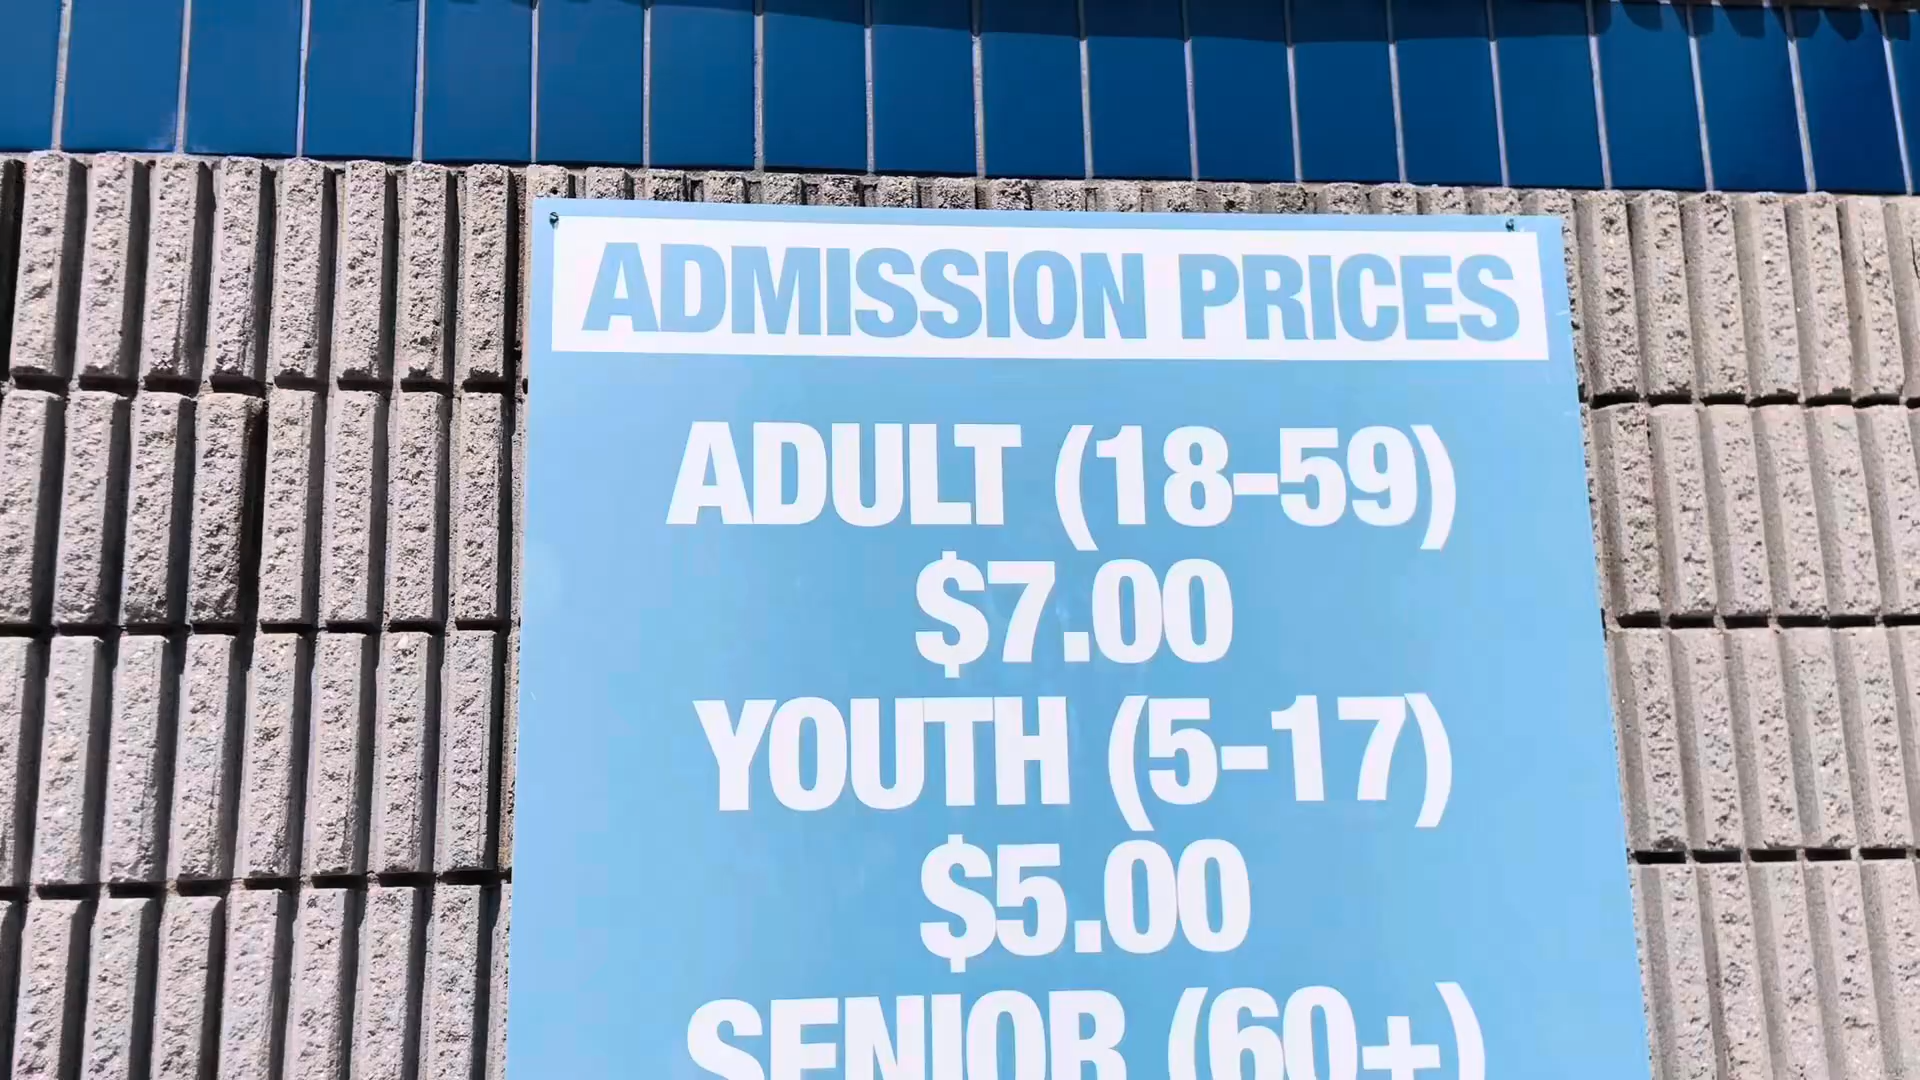 ADMISSION PRICES
ADULT (18-59)
$7.00
YOUTH (5-17)
$5.00
SENIOR (60+)